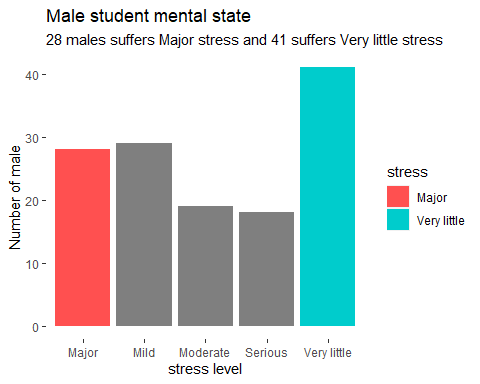 Male student mental state
28 males suffers Major stress and 41 suffers Very little stress
Number of male
40
30
20
10
0
Major Mild Moderate Serious Very little
stress level
stress
Major
Very little